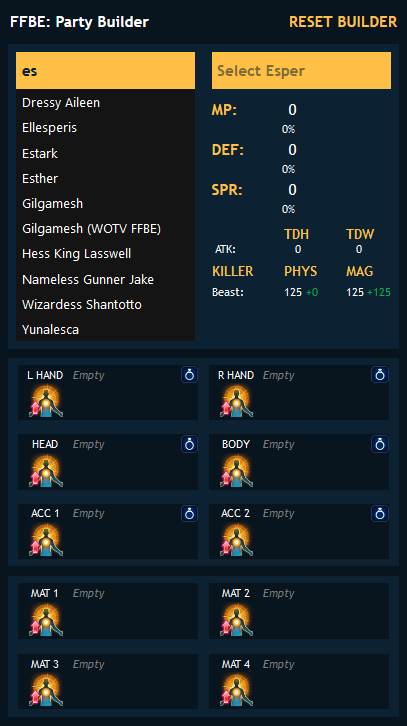 FFBE: Party Builder
RESET BUILDER
es
Select Esper
Dressy Aileen
Ellesperis
Estark
Esther
Gilgamesh
Gilgamesh (WOTV FFBE)
Hess King Lasswell
Nameless Gunner Jake
Wizardess Shantotto
Yunalesca
MP: 0
0%
DEF: 0
0%
SPR: 0
0%
TDH TDW
ATK: 0 0
KILLER PHYS MAG
Beast: 125 +0 125 +125
L HAND Empty
R HAND Empty
HEAD Empty
BODY Empty
ACC 1 Empty
ACC 2 Empty
MAT 1 Empty
MAT 2 Empty
MAT 3 Empty
MAT 4 Empty